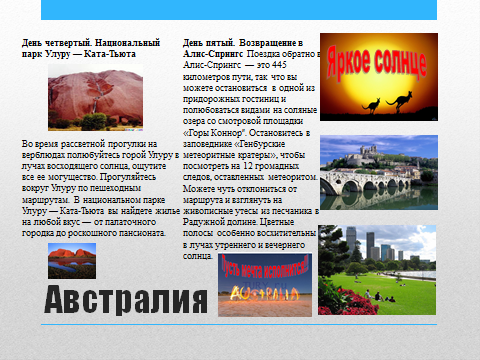 День четвертый. Национальный
парк Улуру — Ката-Тьюта
Во время рассветной прогулки на
верблюдах полюбуйтесь горой Улуру в
лучах восходящего солнца, ощутите
все ее могущество. Прогуляйтесь
вокруг Улуру по пешеходным
маршрутам. В национальном парке
Улуру — Ката-Тьюта вы найдете жилье
на любой вкус — от палаточного
городка до роскошного пансионата.
День пятый. Возвращение в
Алис-Спрингс Поездка обратно в
Алис-Спрингс — это 445
километров пути, так что вы
можете остановиться в одной из
придорожных гостиниц и
полюбоваться видами на соляные
озера со смотровой площадки
«Горы Коннор". Остановитесь в
заповеднике «Генбурские
метеоритные кратеры», чтобы
посмотреть на 12 громадных
следов, оставленных метеоритом.
Можете чуть отклониться от
маршрута и взглянуть на
живописные утесы из песчаника в
Радужной долине. Цветные
полосы особенно восхитительны
в лучах утреннего и вечернего
солнца.
Яркое солнце
AUSTRALIA
Австралия